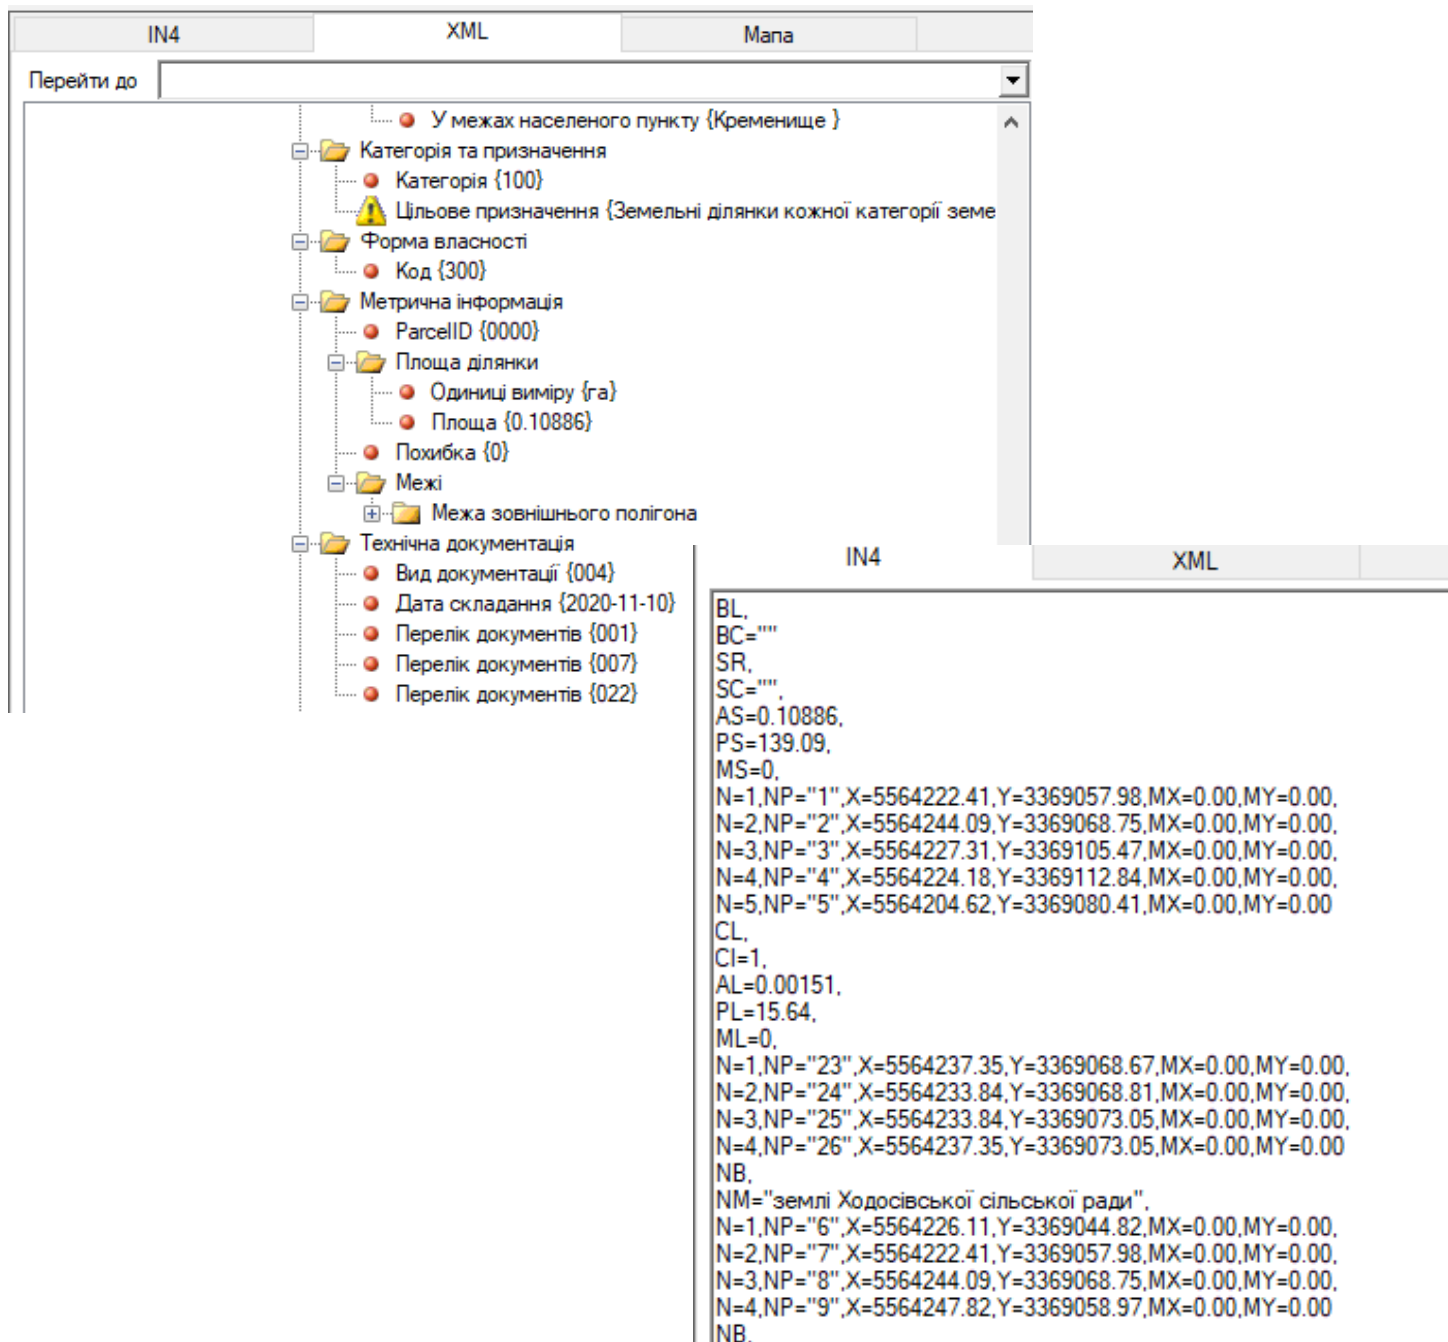 IN4 XML Мапа
Перейти до
У межах населеного пункту {Кременище }
Категорія та призначення
Категорія {100}
Цільове призначення {Земельні ділянки кожної категорії земе
Форма власності
Код {300}
Метрична інформація
ParcelID {0000}
Площа ділянки
Одиниці виміру {га}
Площа {0.10886}
Похибка {0}
Межі
Межа зовнішнього полігона
Технічна документація
Вид документації {004}
Дата складання {2020-11-10}
Перелік документів {001}
Перелік документів {007}
Перелік документів {022}
IN4 XML
BL,
BC=""
SR,
SC="",
AS=0.10886,
PS=139.09,
MS=0,
N=1,NP="1",X=5564222.41,Y=3369057.98,MX=0.00,MY=0.00,
N=2,NP="2",X=5564244.09,Y=3369068.75,MX=0.00,MY=0.00,
N=3,NP="3",X=5564227.31,Y=3369105.47,MX=0.00,MY=0.00,
N=4,NP="4",X=5564224.18,Y=3369112.84,MX=0.00,MY=0.00,
N=5,NP="5",X=5564204.62,Y=3369080.41,MX=0.00,MY=0.00
CL,
CI=1,
AL=0.00151,
PL=15.64,
ML=0,
N=1,NP="23",X=5564237.35,Y=3369068.67,MX=0.00,MY=0.00,
N=2,NP="24",X=5564233.84,Y=3369068.81,MX=0.00,MY=0.00,
N=3,NP="25",X=5564233.84,Y=3369073.05,MX=0.00,MY=0.00,
N=4,NP="26",X=5564237.35,Y=3369073.05,MX=0.00,MY=0.00
NB,
NM="землі Ходосівської сільської ради",
N=1,NP="6",X=5564226.11,Y=3369044.82,MX=0.00,MY=0.00,
N=2,NP="7",X=5564222.41,Y=3369057.98,MX=0.00,MY=0.00,
N=3,NP="8",X=5564244.09,Y=3369068.75,MX=0.00,MY=0.00,
N=4,NP="9",X=5564247.82,Y=3369058.97,MX=0.00,MY=0.00
NB,